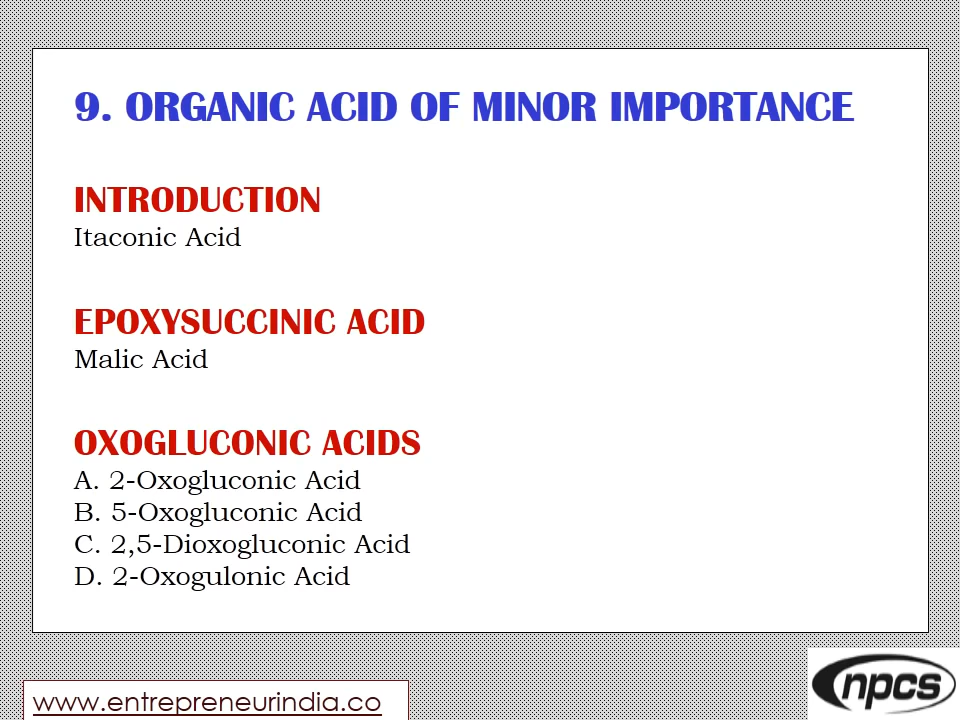 9. ORGANIC ACID OF MINOR IMPORTANCE
INTRODUCTION
Itaconic Acid
EPOXYSUCCINIC ACID
Malic Acid
OXOGLUCONIC ACIDS
A. 2-Oxogluconic Acid
B. 5-Oxogluconic Acid
C. 2,5-Dioxogluconic Acid
D. 2-Oxogulonic Acid
www.entrepreneurindia.co
npcs